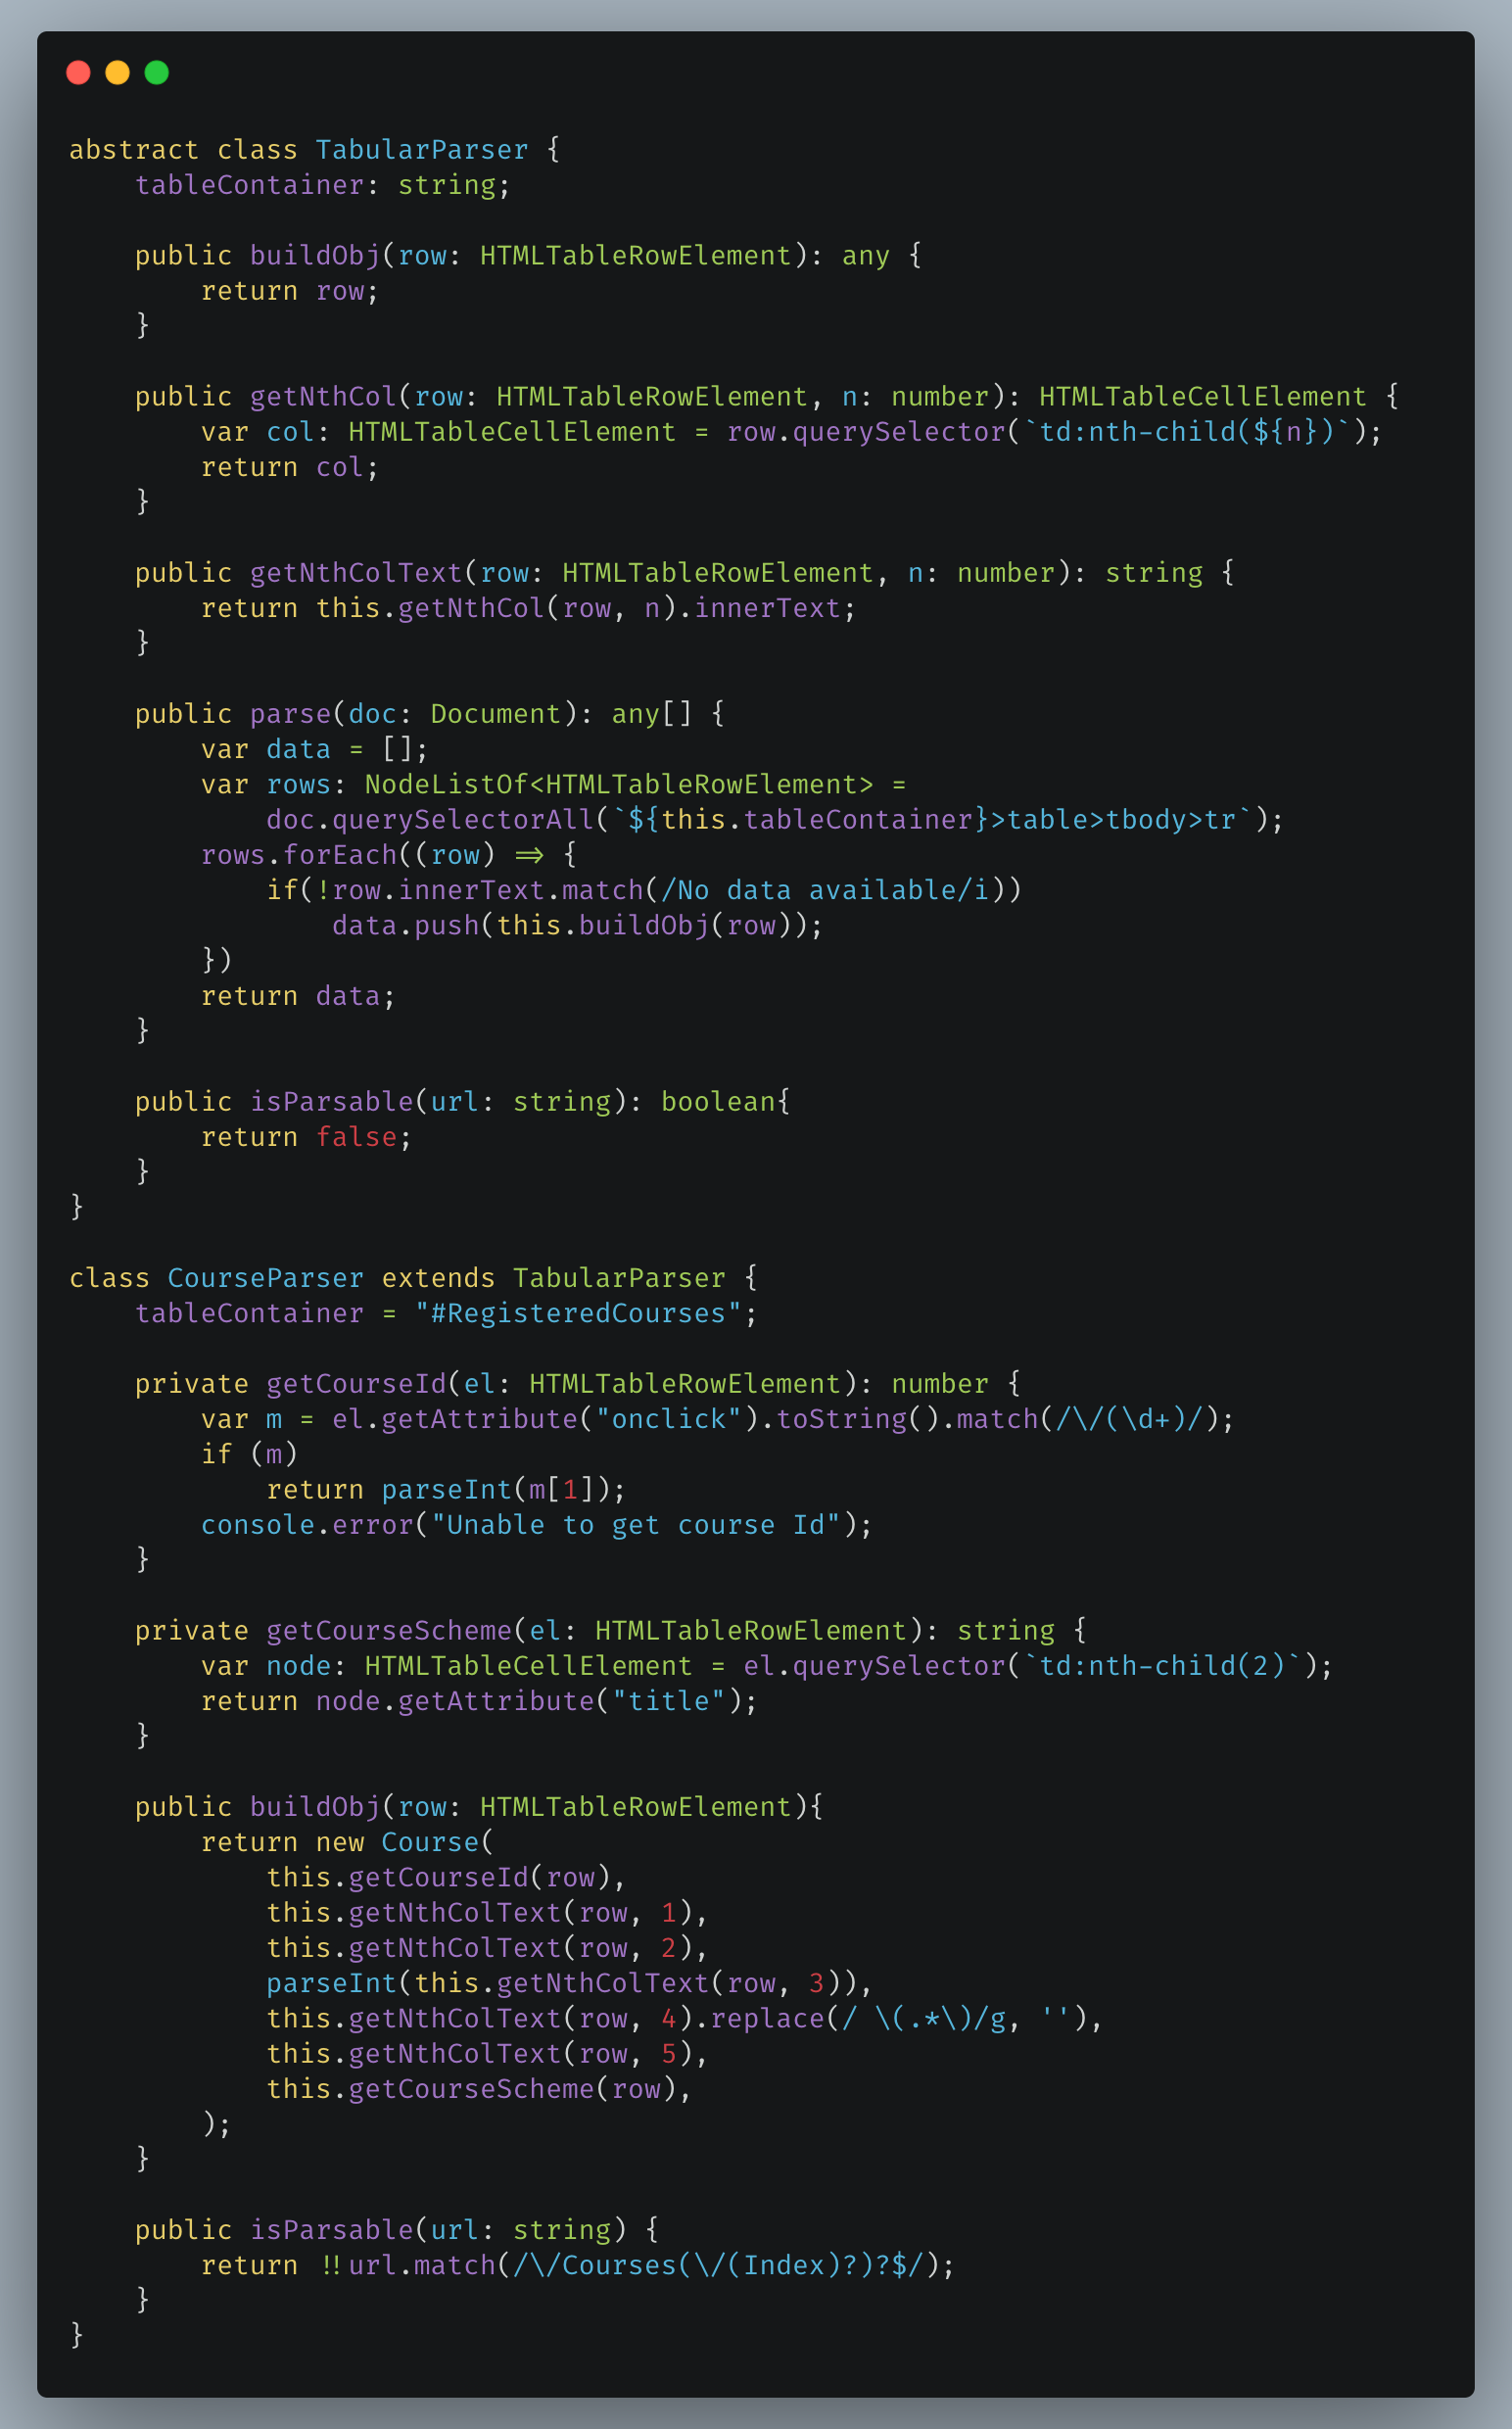 abstract class TabularParser {
    tableContainer: string;

    public buildObj(row: HTMLTableRowElement): any {
        return row;
    }

    public getNthCol(row: HTMLTableRowElement, n: number): HTMLTableCellElement {
        var col: HTMLTableCellElement = row.querySelector(`td:nth-child(${n})`);
        return col;
    }

    public getNthColText(row: HTMLTableRowElement, n: number): string {
        return this.getNthCol(row, n).innerText;
    }

    public parse(doc: Document): any[] {
        var data = [];
        var rows: NodeListOf<HTMLTableRowElement> =
            doc.querySelectorAll(`${this.tableContainer}>table>tbody>tr`);
        rows.forEach((row) => {
            if(!row.innerText.match(/No data available/i))
                data.push(this.buildObj(row));
        })
        return data;
    }

    public isParsable(url: string): boolean{
        return false;
    }
}

class CourseParser extends TabularParser {
    tableContainer = "#RegisteredCourses";

    private getCourseId(el: HTMLTableRowElement): number {
        var m = el.getAttribute("onclick").toString().match(/\/(\d+)/);
        if (m)
            return parseInt(m[1]);
        console.error("Unable to get course Id");
    }

    private getCourseScheme(el: HTMLTableRowElement): string {
        var node: HTMLTableCellElement = el.querySelector(`td:nth-child(2)`);
        return node.getAttribute("title");
    }

    public buildObj(row: HTMLTableRowElement){
        return new Course(
            this.getCourseId(row),
            this.getNthColText(row, 1),
            this.getNthColText(row, 2),
            parseInt(this.getNthColText(row, 3)),
            this.getNthColText(row, 4).replace(/ \(.*\)/g, ''),
            this.getNthColText(row, 5),
            this.getCourseScheme(row),
        );
    }

    public isParsable(url: string) {
        return !!url.match(/\/Courses(\/(Index)?)?$/);
    }
}